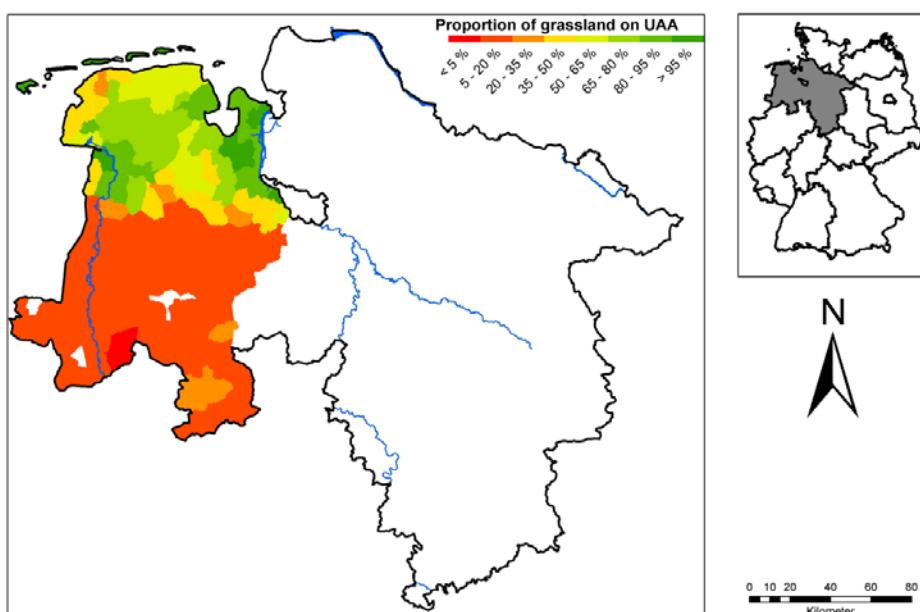 Proportion of grassland on UAA
< 5 %
5 - 20 %
20 - 35 %
35 - 50 %
50 - 65 %
65 - 80 %
80 - 95 %
> 95 %
N
0 10 20 40 60 80
Kilometer